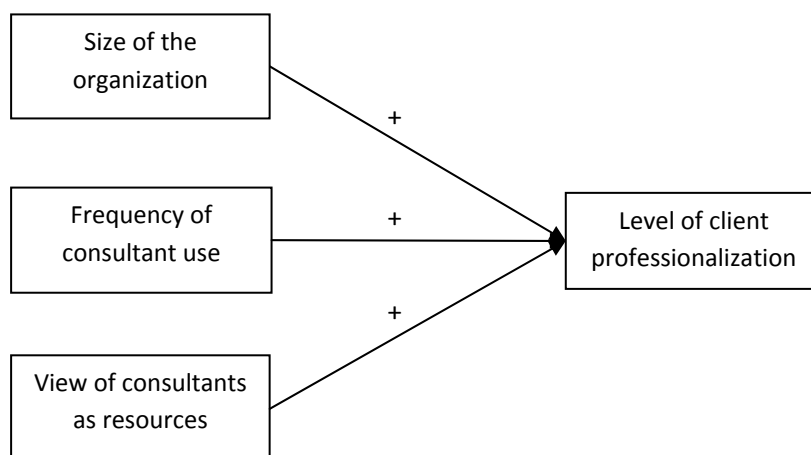 Size of the
organization
+
Frequency of
consultant use
+
Level of client
professionalization
+
View of consultants
as resources